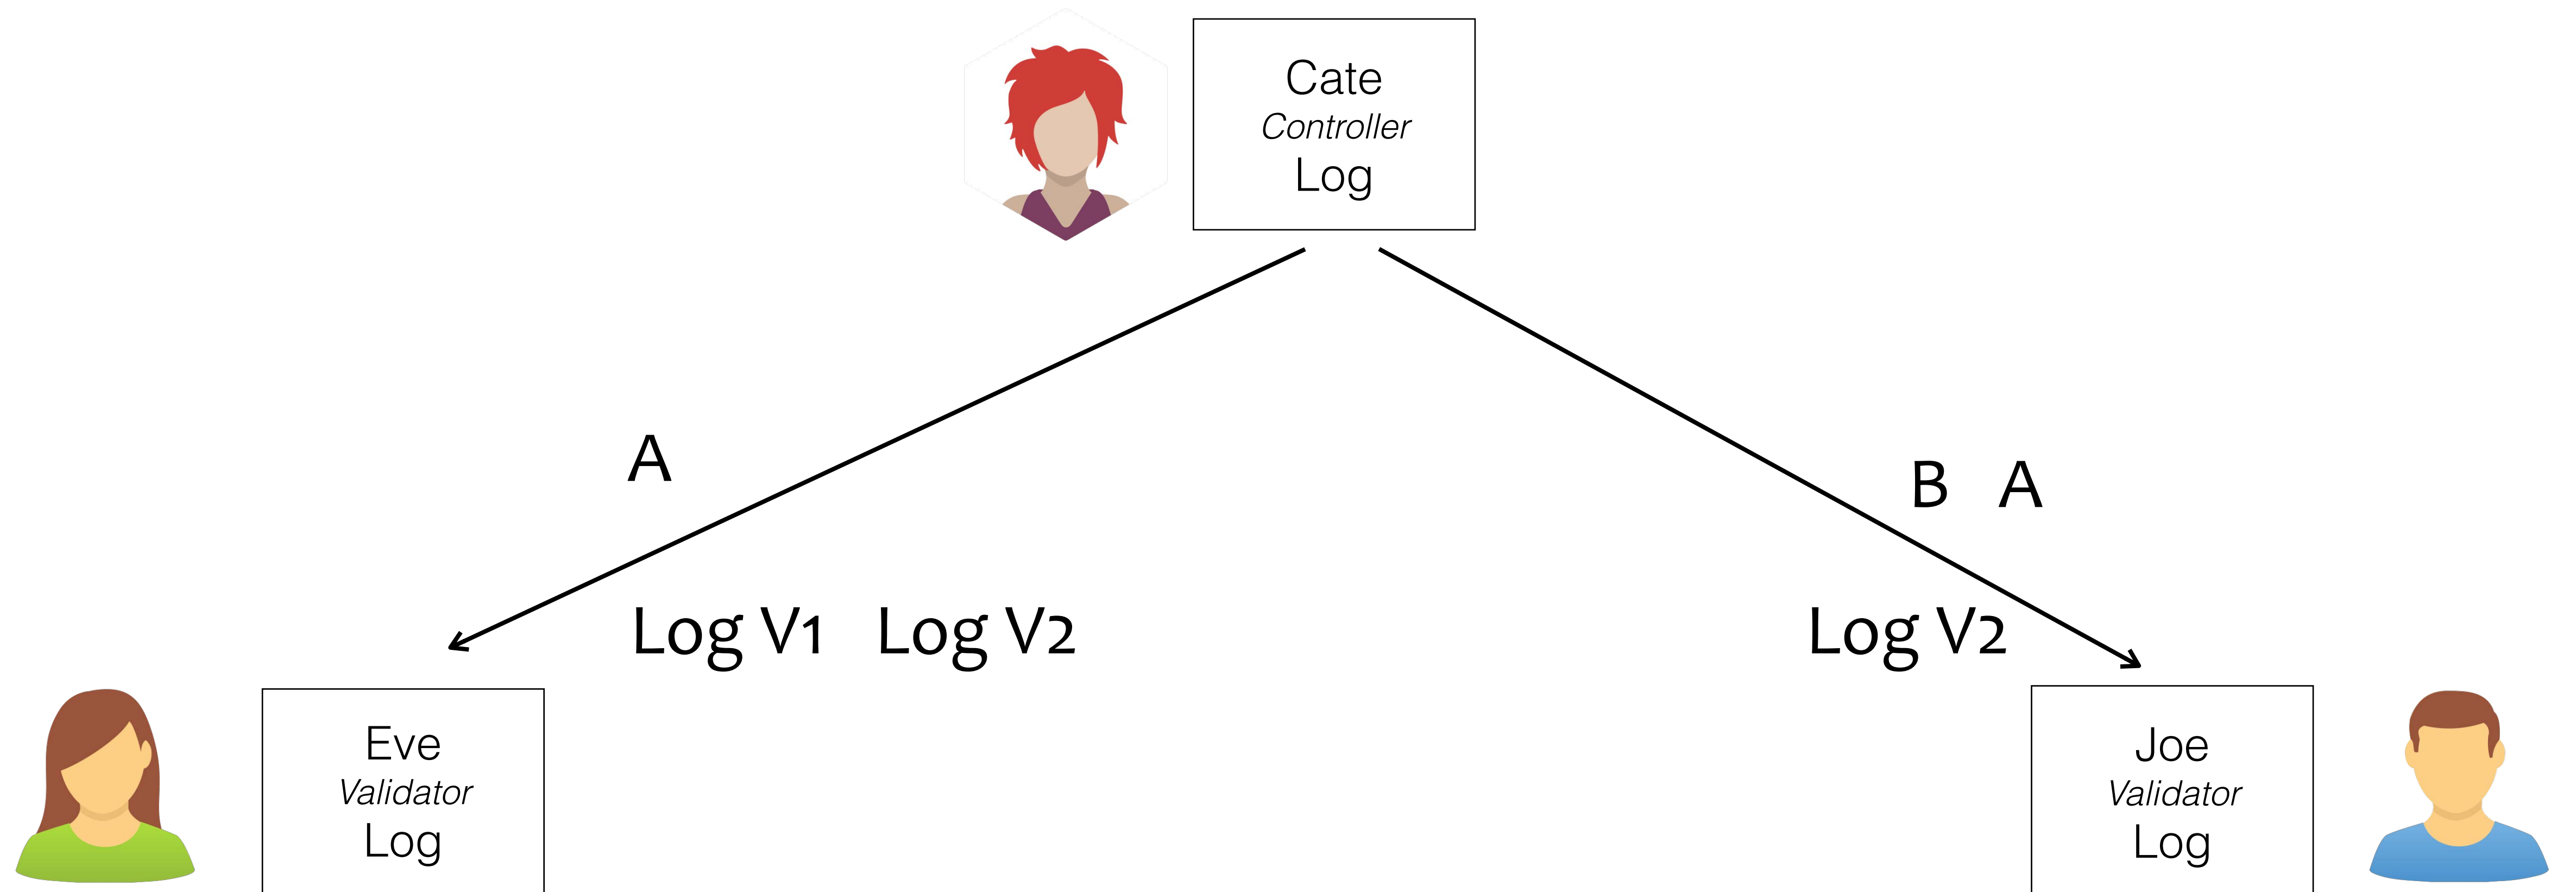 Cate
Controller
Log
A
B A
Log V1 Log V2
Log V2
Eve
Validator
Log
Joe
Validator
Log